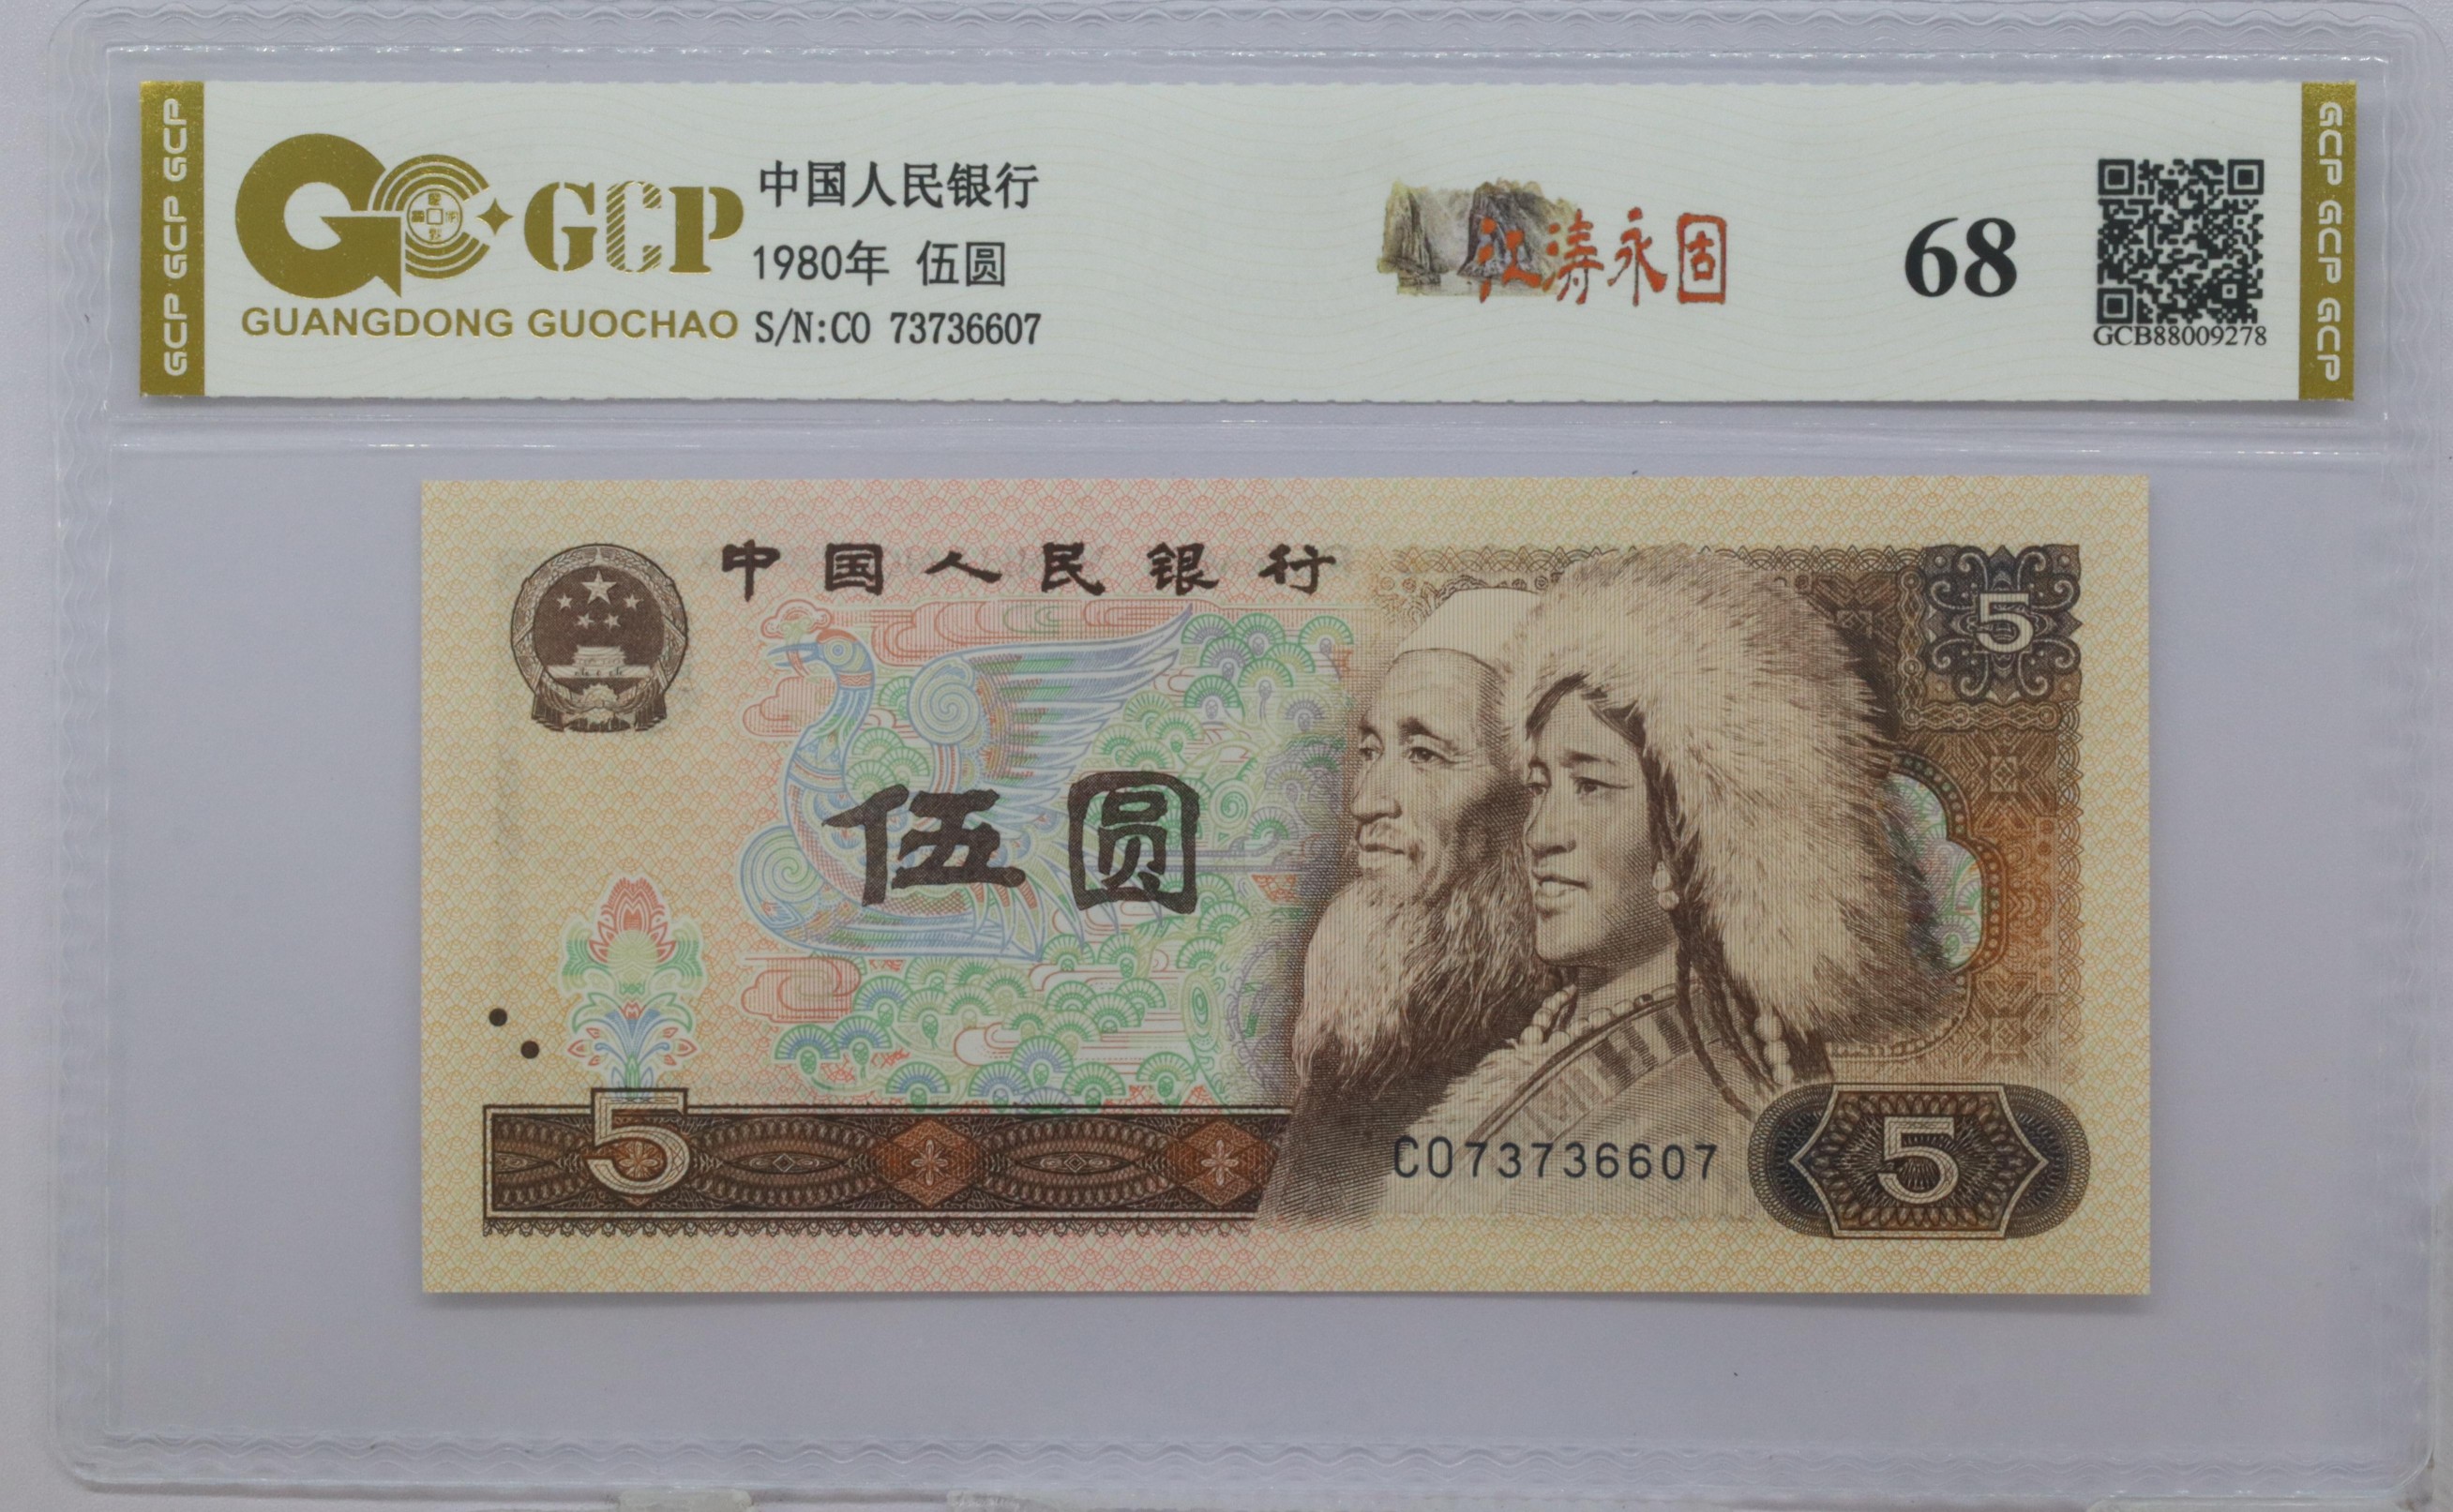 GCP GCP GCP
GCP
GUANGDONG GUOCHAO
中国人民银行
1980年 伍圆
S/N:CO 73736607
江涛永固
68
GCB88009278
GCP GCP GCP
中国人民银行
5
伍圆
5
CO73736607
5